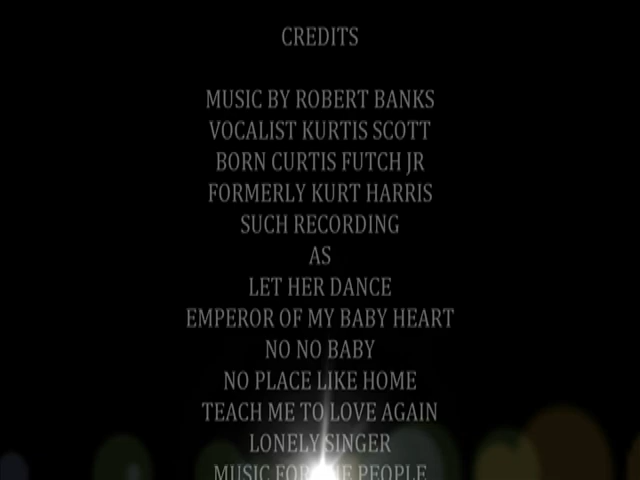 CREDITS
MUSIC BY ROBERT BANKS
VOCALIST KURTIS SCOTT
BORN CURTIS FUTCH JR
FORMERLY KURT HARRIS
SUCH RECORDING
AS
LET HER DANCE
EMPEROR OF MY BABY HEART
NO NO BABY
NO PLACE LIKE HOME
TEACH ME TO LOVE AGAIN
LONELY SINGER
MUSIC FOR THE PEOPLE